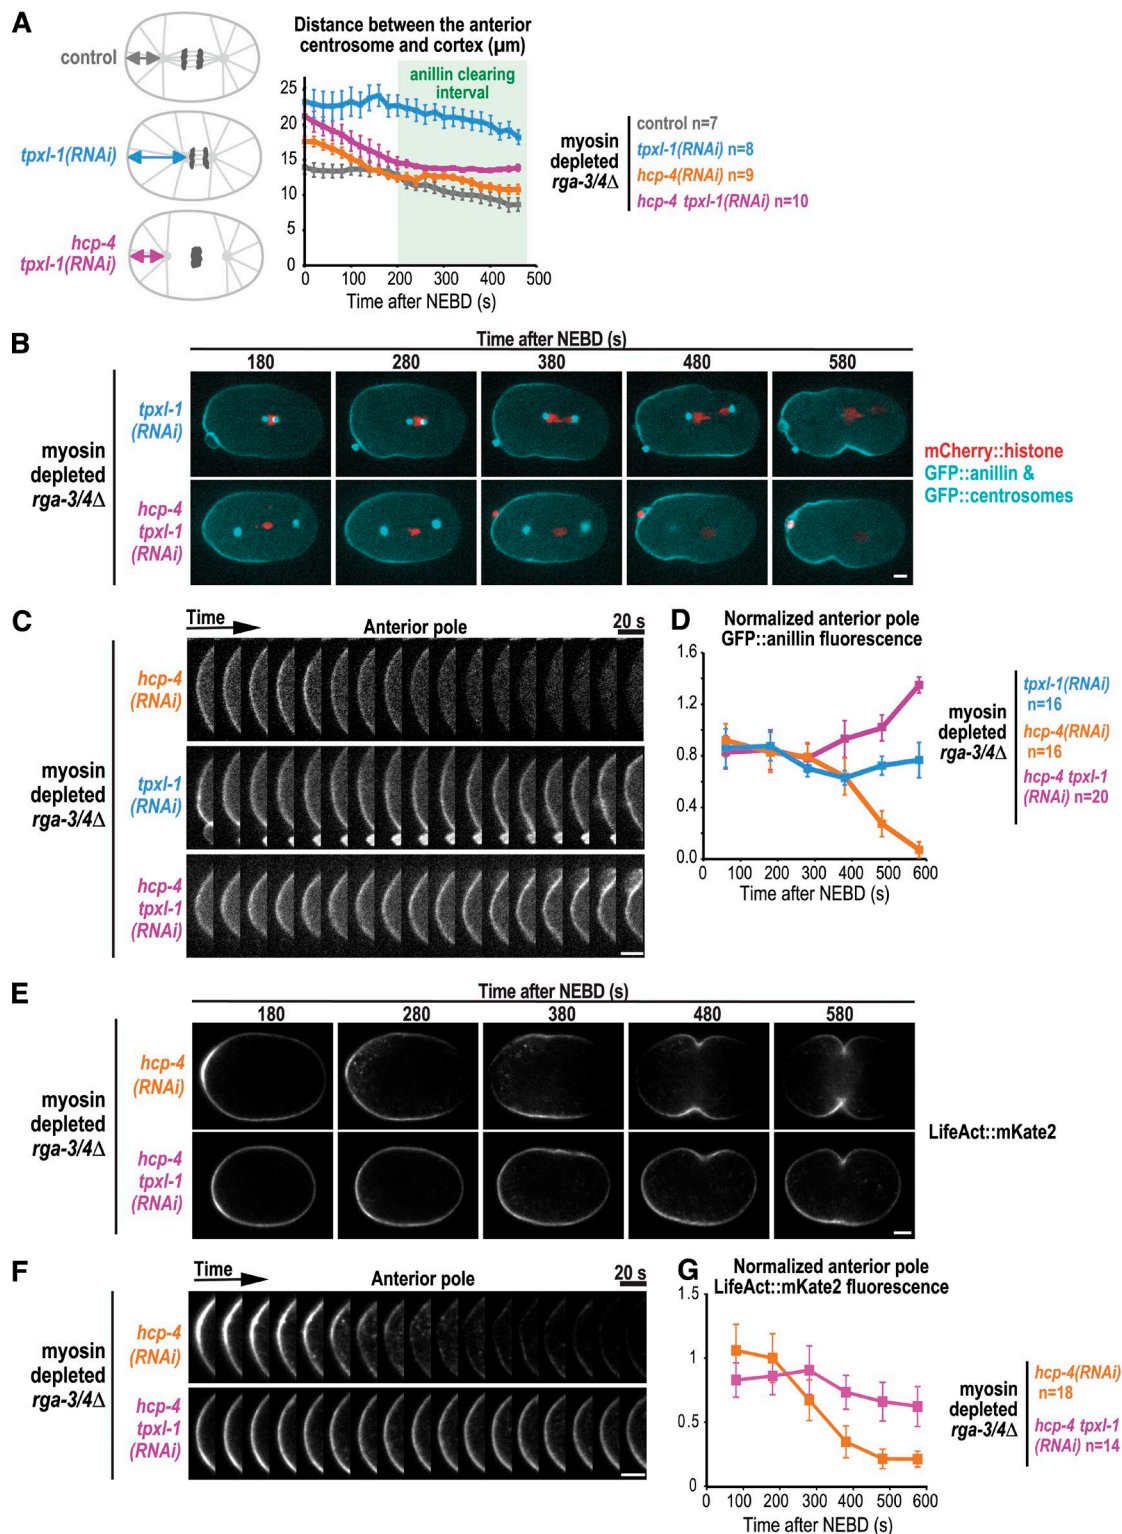 A
control
tpxl-1(RNAi)
hcp-4
tpxl-1(RNAi)
Distance between the anterior
centrosome and cortex (µm)
anillin clearing
interval
25
20
15
10
5
0
0 100 200 300 400 500
Time after NEBD (s)
myosin
depleted
rga-3/4Δ
control n=7
tpxl-1(RNAi) n=8
hcp-4(RNAi) n=9
hcp-4 tpxl-1(RNAi) n=10
B
Time after NEBD (s)
180 280 380 480 580
myosin
depleted
rga-3/4Δ
tpxl-1
(RNAi)
hcp-4
tpxl-1
(RNAi)
mCherry::histone
GFP::anillin &
GFP::centrosomes
C
Time
Anterior pole
20 s
myosin
depleted
rga-3/4Δ
hcp-4
(RNAi)
tpxl-1
(RNAi)
hcp-4
tpxl-1
(RNAi)
D
Normalized anterior pole
GFP::anillin fluorescence
1.6
1.2
0.8
0.4
0.0
0 100 200 300 400 500 600
Time after NEBD (s)
myosin
depleted
rga-3/4Δ
tpxl-1(RNAi)
n=16
hcp-4(RNAi)
n=16
hcp-4 tpxl-1
(RNAi) n=20
E
Time after NEBD (s)
180 280 380 480 580
myosin
depleted
rga-3/4Δ
hcp-4
(RNAi)
hcp-4
tpxl-1
(RNAi)
LifeAct::mKate2
F
Time
Anterior pole
20 s
myosin
depleted
rga-3/4Δ
hcp-4
(RNAi)
hcp-4
tpxl-1
(RNAi)
G
Normalized anterior pole
LifeAct::mKate2 fluorescence
1.5
1
0.5
0
0 100 200 300 400 500 600
Time after NEBD (s)
myosin
depleted
rga-3/4Δ
hcp-4(RNAi)
n=18
hcp-4 tpxl-1
(RNAi) n=14